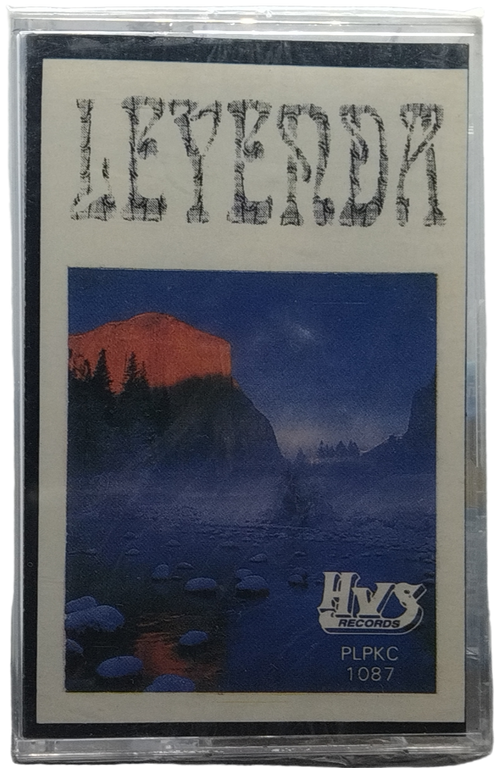 LEYENDA
HVS
RECORDS
PLPKC
1087